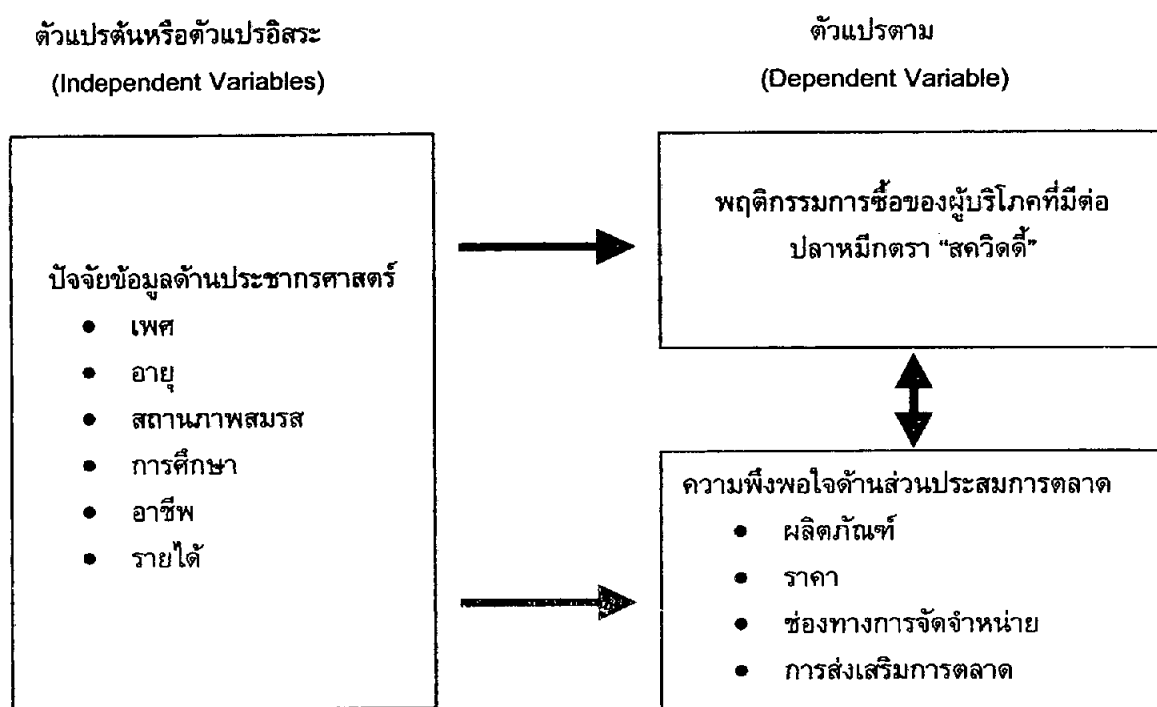 ตัวแปรต้นหรือตัวแปรอิสระ
(Independent Variables)
ปัจจัยข้อมูลด้านประชากรศาสตร์
● เพศ
● อายุ
● สถานภาพสมรส
● การศึกษา
● อาชีพ
● รายได้
ตัวแปรตาม
(Dependent Variable)
พฤติกรรมการซื้อของผู้บริโภคที่มีต่อ
ปลาหมึกตรา “สควิดดี้”
ความพึงพอใจด้านส่วนประสมการตลาด
● ผลิตภัณฑ์
● ราคา
● ช่องทางการจัดจำหน่าย
● การส่งเสริมการตลาด